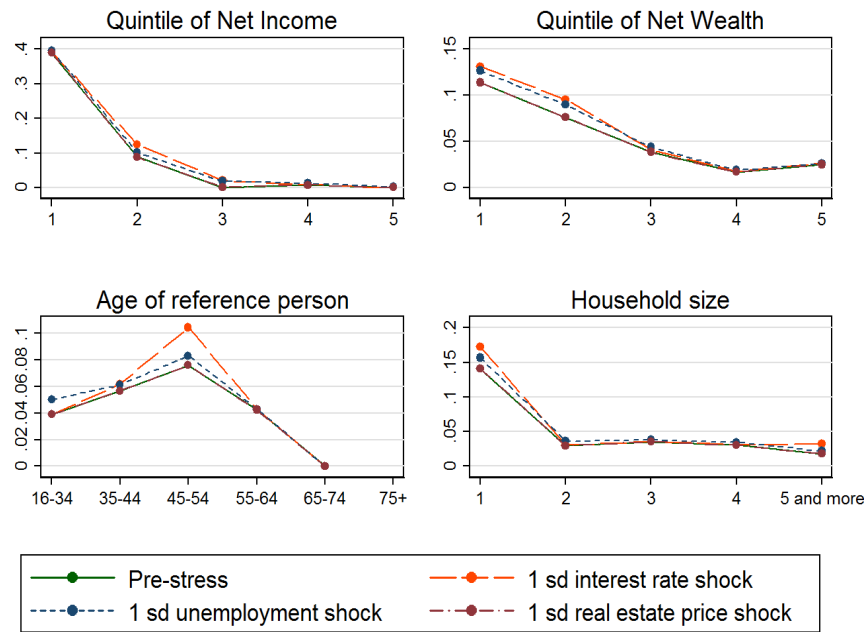 Quintile of Net Income
.4
.3
.2
.1
0
1 2 3 4 5
Quintile of Net Wealth
.15
.1
.05
0
1 2 3 4 5
Age of reference person
.1
.08
.06
.04
.02
0
16-34 35-44 45-54 55-64 65-74 75+
Household size
.2
.15
.1
.05
0
1 2 3 4 5 and more
Pre-stress 1 sd interest rate shock
1 sd unemployment shock 1 sd real estate price shock